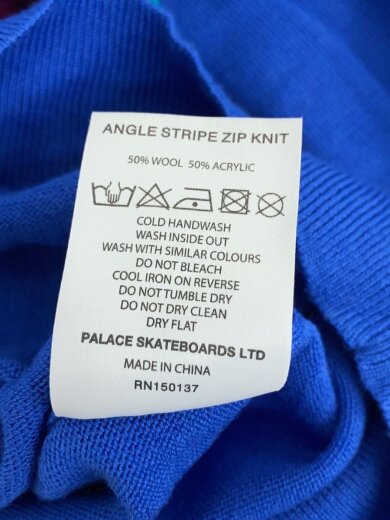 ANGLE STRIPE ZIP KNIT
50% WOOL 50% ACRYLIC
COLD HANDWASH
WASH INSIDE OUT
WASH WITH SIMILAR COLOURS
DO NOT BLEACH
COOL IRON ON REVERSE
DO NOT TUMBLE DRY
DO NOT DRY CLEAN
DRY FLAT
PALACE SKATEBOARDS LTD
MADE IN CHINA
RN150137